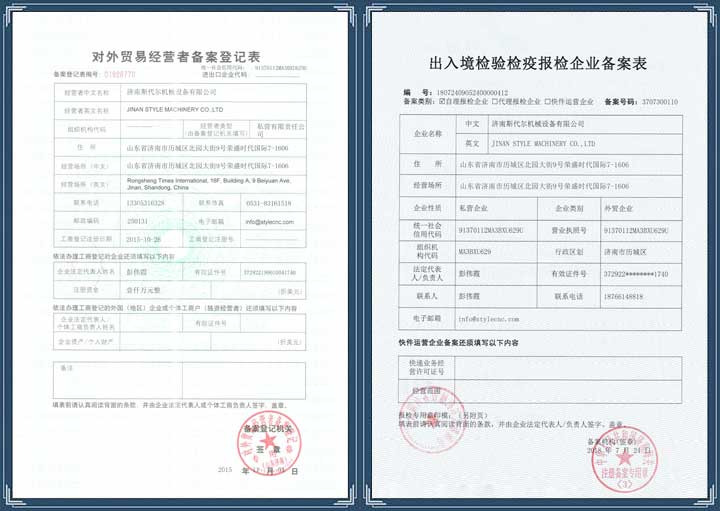 对外贸易经营者备案登记表
统一社会信用代码：
备案登记表编号：01998770
进出口企业代码：
经营者中文名称 济南斯代尔机械设备有限公司
经营者英文名称 JINAN STYLE MACHINERY CO.,LTD
组织机构代码 经营者类型（由备案登记机关填写） 私营有限责任公司
住 所 山东省济南市历城区北园大街9号荣盛时代国际7-1606
经营场所（中文） 山东省济南市历城区北园大街9号荣盛时代国际7-1606
经营场所（英文） Rongsheng Times International, 16F, Building A, 9 Beiyuan Ave,
Jinan, Shandong, China
联系电话 13305316328 联系传真 0531-83161518
邮政编码 250131 电子邮箱 info@stylecnc.com
工商登记注册日期 2015-10-26 工商登记注册号
依法办理工商登记的企业还须填写以下内容
企业法定代表人姓名 彭伟霞 有效证件号
注册资金 壹仟万元整 (折美元)
依法办理工商登记的外国（地区）企业或个体工商户（独资经营者）还须填写以下内容
企业法定代表人/
个体工商负责人姓名 有效证件号
企业资产/个人财产 (折美元)
备注
填表前请认真阅读背面的条款，并由企业法定代表人或个体工商负责人签字、盖章。
备案登记机关
签 章
2015
出入境检验检疫报检企业备案表
编 号：18072409652400000412
备案类别：☑自理报检企业 □代理报检企业 □快件运营企业 备案号码：3707300110
企业名称 中文 济南斯代尔机械设备有限公司
英文 JINAN STYLE MACHINERY CO.,LTD
住 所 山东省济南市历城区北园大街9号荣盛时代国际7-1606
经营场所 山东省济南市历城区北园大街9号荣盛时代国际7-1606
企业性质 私营企业 企业类别 外贸企业
统一社会信用代码 91370112MA3BXU629U 营业执照号 91370112MA3BXU629U
组织机构代码 MA3BXU629 行政区划 济南市历城区
法定代表人/负责人 彭伟霞 有效证件号 372922********1740
联系人 彭伟霞 联系电话 18766148818
电子邮箱 info@stylecnc.com
快件运营企业备案还须填写以下内容
快递业务经营许可证号
经营范围
报检专用章印模：（另附页）
填表前请认真阅读背面的条款，并由企业法定代表人/负责人签字、盖章。
备案机构(签章)：
2018 年 7 月 24 日
注册备案专用章
(3)